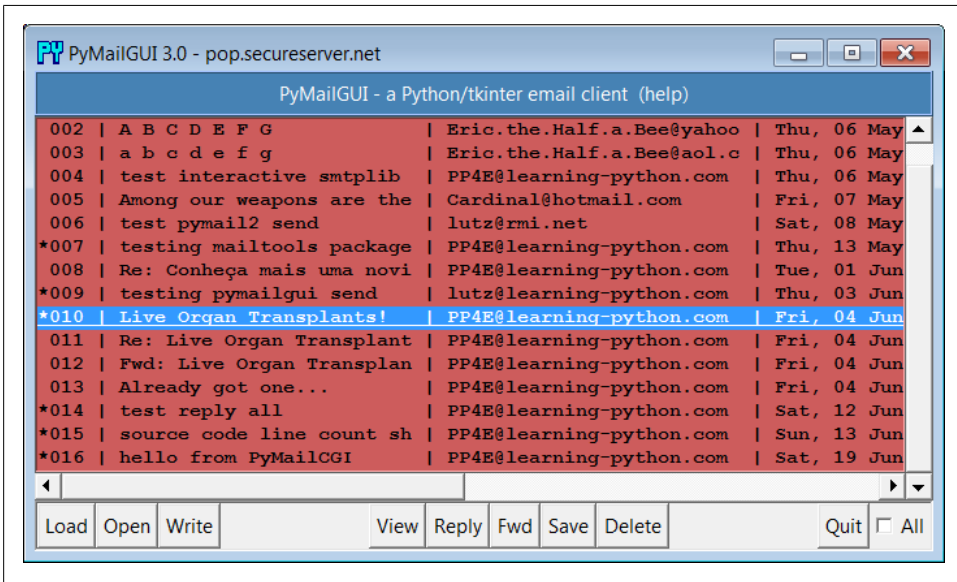 PY PyMailGUI 3.0 - pop.secureserver.net
PyMailGUI - a Python/tkinter email client (help)
002 | A B C D E F G | Eric.the.Half.a.Bee@yahoo | Thu, 06 May
003 | a b c d e f g | Eric.the.Half.a.Bee@aol.c | Thu, 06 May
004 | test interactive smtplib | PP4E@learning-python.com | Thu, 06 May
005 | Among our weapons are the | Cardinal@hotmail.com | Fri, 07 May
006 | test pymail2 send | lutz@rmi.net | Sat, 08 May
*007 | testing mailtools package | PP4E@learning-python.com | Thu, 13 May
008 | Re: Conheça mais uma novi | PP4E@learning-python.com | Tue, 01 Jun
*009 | testing pymailgui send | lutz@learning-python.com | Thu, 03 Jun
*010 | Live Organ Transplants! | PP4E@learning-python.com | Fri, 04 Jun
011 | Re: Live Organ Transplant | PP4E@learning-python.com | Fri, 04 Jun
012 | Fwd: Live Organ Transplan | PP4E@learning-python.com | Fri, 04 Jun
013 | Already got one... | PP4E@learning-python.com | Fri, 04 Jun
*014 | test reply all | PP4E@learning-python.com | Sat, 12 Jun
*015 | source code line count sh | PP4E@learning-python.com | Sun, 13 Jun
*016 | hello from PyMailCGI | PP4E@learning-python.com | Sat, 19 Jun
Load Open Write View Reply Fwd Save Delete Quit All